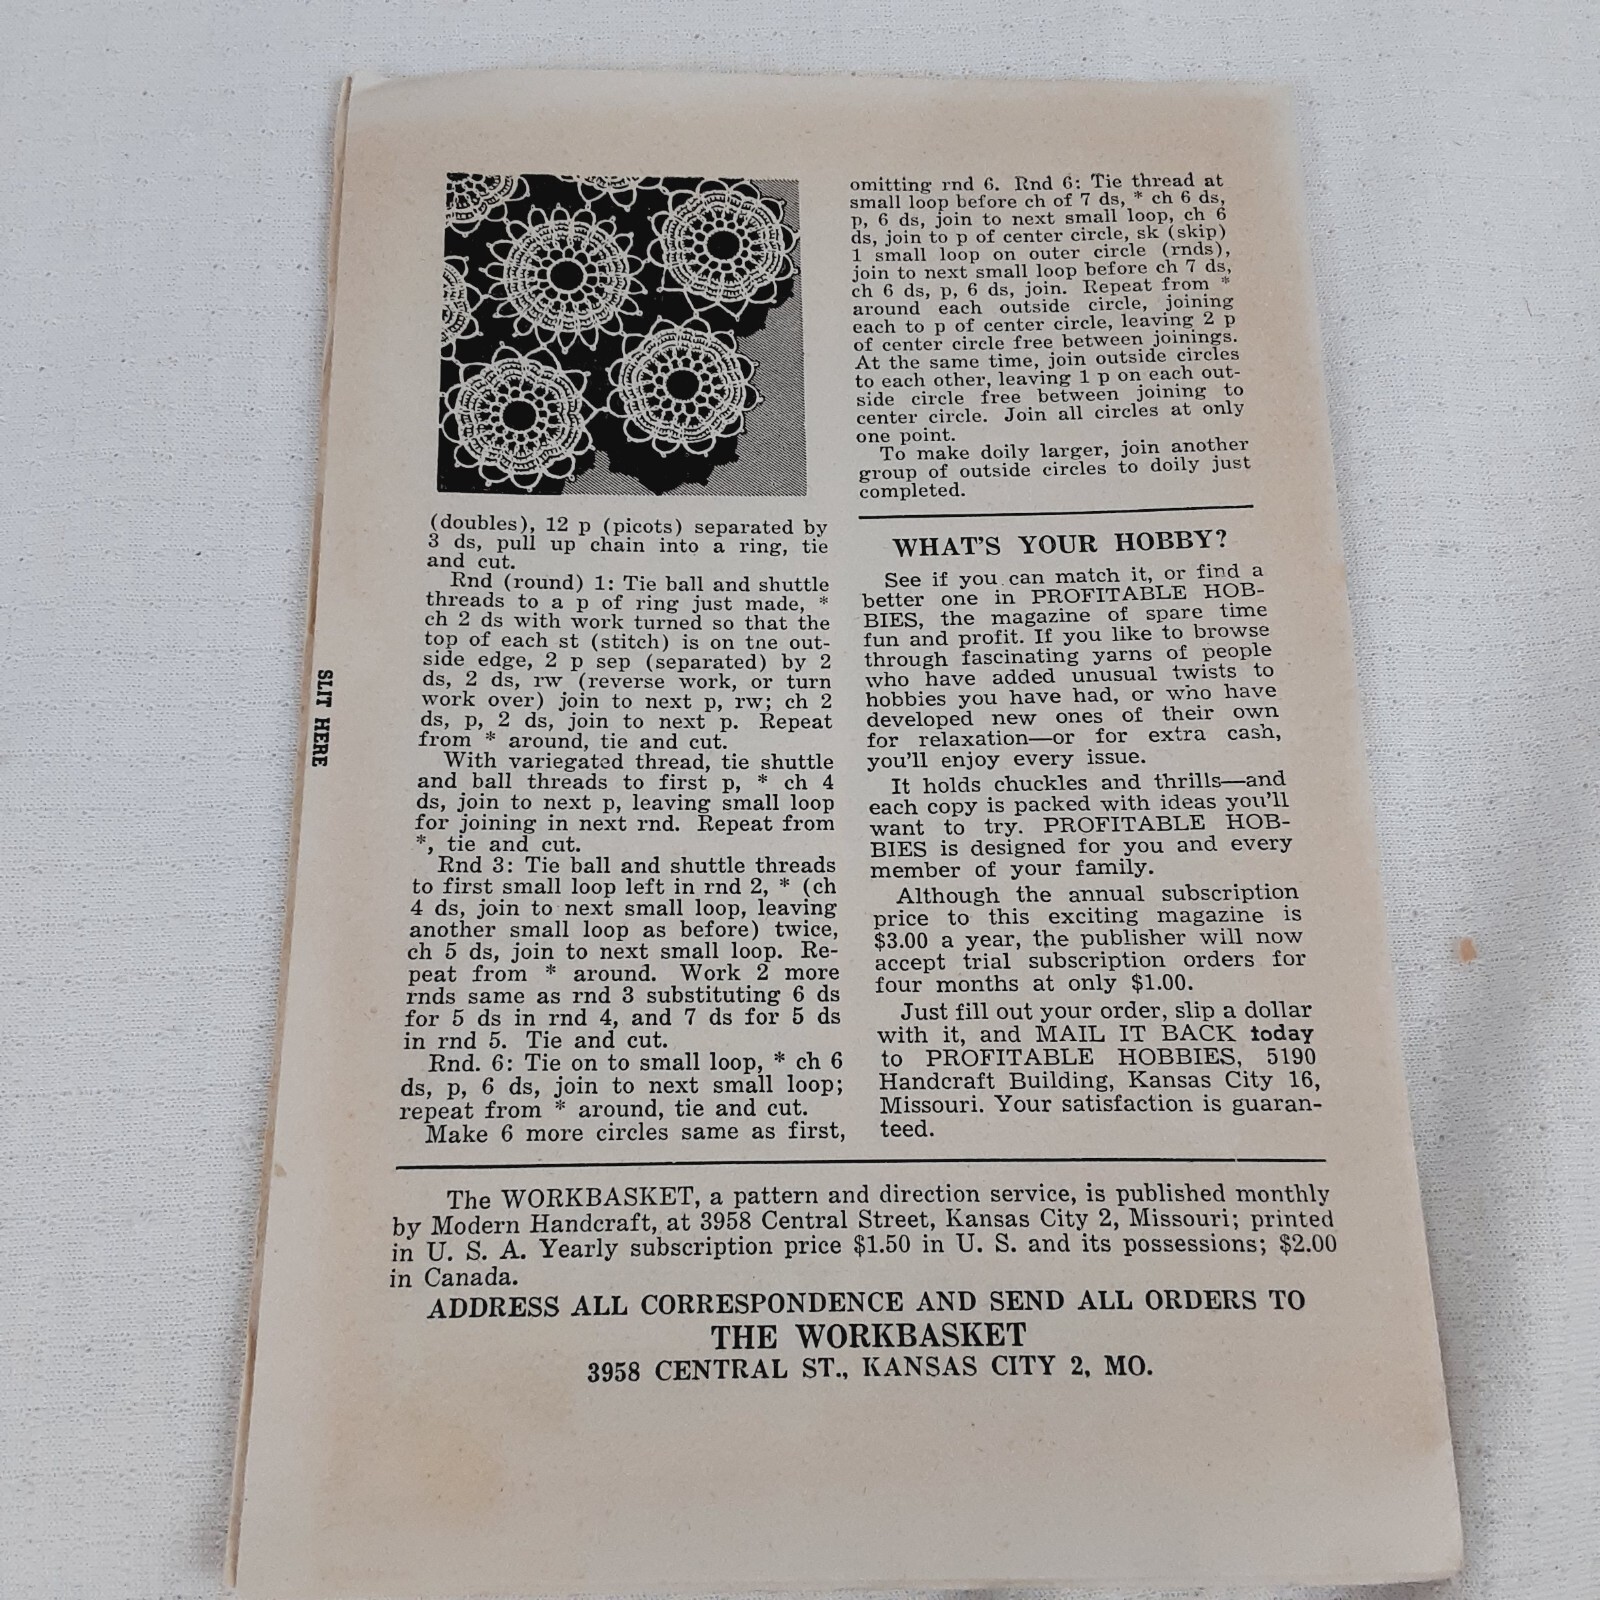 (doubles), 12 p (picots) separated by
3 ds, pull up chain into a ring, tie
and cut.
Rnd (round) 1: Tie ball and shuttle
threads to a p of ring just made, *
ch 2 ds with work turned so that the
top of each st (stitch) is on tne out-
side edge, 2 p sep (separated) by 2
ds, 2 ds, rw (reverse work, or turn
work over) join to next p, rw; ch 2
ds, p, 2 ds, join to next p. Repeat
from * around, tie and cut.
With variegated thread, tie shuttle
and ball threads to first p, * ch 4
ds, join to next p, leaving small loop
for joining in next rnd. Repeat from
*, tie and cut.
Rnd 3: Tie ball and shuttle threads
to first small loop left in rnd 2, * (ch
4 ds, join to next small loop, leaving
another small loop as before) twice,
ch 5 ds, join to next small loop. Re-
peat from * around. Work 2 more
rnds same as rnd 3 substituting 6 ds
for 5 ds in rnd 4, and 7 ds for 5 ds
in rnd 5. Tie and cut.
Rnd. 6: Tie on to small loop, * ch 6
ds, p, 6 ds, join to next small loop;
repeat from * around, tie and cut.
Make 6 more circles same as first,
omitting rnd 6. Rnd 6: Tie thread at
small loop before ch of 7 ds, * ch 6 ds,
p, 6 ds, join to next small loop, ch 6
ds, join to p of center circle, sk (skip)
1 small loop on outer circle (rnds),
join to next small loop before ch 7 ds,
ch 6 ds, p, 6 ds, join. Repeat from *
around each outside circle, joining
each to p of center circle, leaving 2 p
of center circle free between joinings.
At the same time, join outside circles
to each other, leaving 1 p on each out-
side circle free between joining to
center circle. Join all circles at only
one point.
To make doily larger, join another
group of outside circles to doily just
completed.
WHAT'S YOUR HOBBY?
See if you can match it, or find a
better one in PROFITABLE HOB-
BIES, the magazine of spare time
fun and profit. If you like to browse
through fascinating yarns of people
who have added unusual twists to
hobbies you have had, or who have
developed new ones of their own
for relaxation—or for extra cash,
you'll enjoy every issue.
It holds chuckles and thrills—and
each copy is packed with ideas you'll
want to try. PROFITABLE HOB-
BIES is designed for you and every
member of your family.
Although the annual subscription
price to this exciting magazine is
$3.00 a year, the publisher will now
accept trial subscription orders for
four months at only $1.00.
Just fill out your order, slip a dollar
with it, and MAIL IT BACK today
to PROFITABLE HOBBIES, 5190
Handcraft Building, Kansas City 16,
Missouri. Your satisfaction is guaran-
teed.
SLIT HERE
The WORKBASKET, a pattern and direction service, is published monthly
by Modern Handcraft, at 3958 Central Street, Kansas City 2, Missouri; printed
in U. S. A. Yearly subscription price $1.50 in U. S. and its possessions; $2.00
in Canada.
ADDRESS ALL CORRESPONDENCE AND SEND ALL ORDERS TO
THE WORKBASKET
3958 CENTRAL ST., KANSAS CITY 2, MO.